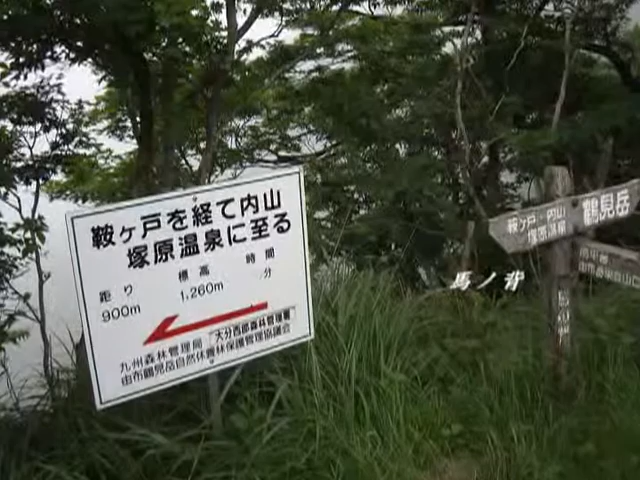 鞍ヶ戸を経て内山
塚原温泉に至る
距り 標高 時間
900m 1,260m 分
九州森林管理局 大分西部森林管理署
由布鶴見岳自然休養林保護管理協議会
馬ノ背
鞍ヶ戸・内山
塚原温泉
鶴見岳